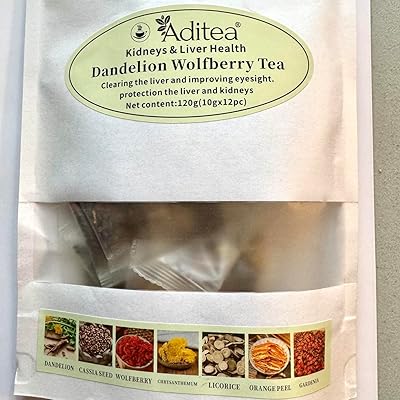 Aditea®
Kidneys & Liver Health
Dandelion Wolfberry Tea
Clearing the liver and improving eyesight.
protection the liver and kidneys
Net content:120g(10gx12pc)
DANDELION CASSIA SEED WOLFBERRY CHRYSANTHEMUM LICORICE ORANGE PEEL GARDENIA